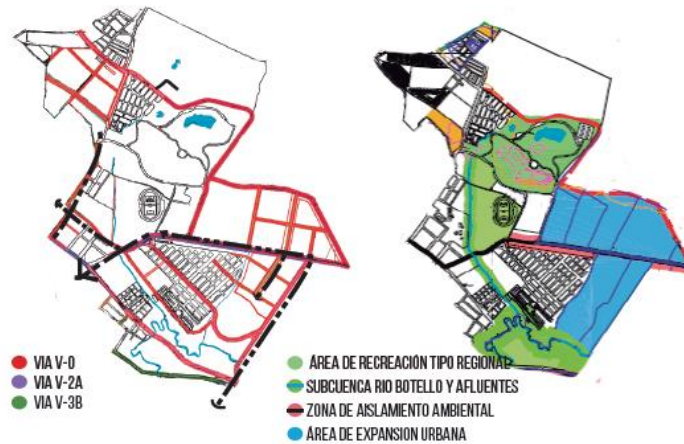 VIA V-0
VIA V-2A
VIA V-3B
ÁREA DE RECREACIÓN TIPO REGIONAL
SUBCUENCA RIO BOTELLO Y AFLUENTES
ZONA DE AISLAMIENTO AMBIENTAL
ÁREA DE EXPANSION URBANA